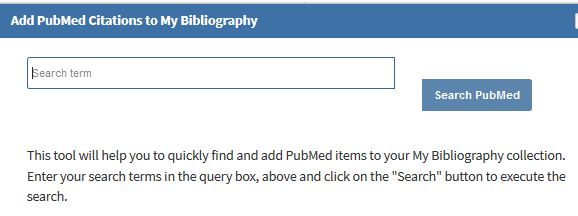 Add PubMed Citations to My Bibliography
Search term
Search PubMed
This tool will help you to quickly find and add PubMed items to your My Bibliography collection.
Enter your search terms in the query box, above and click on the "Search" button to execute the
search.